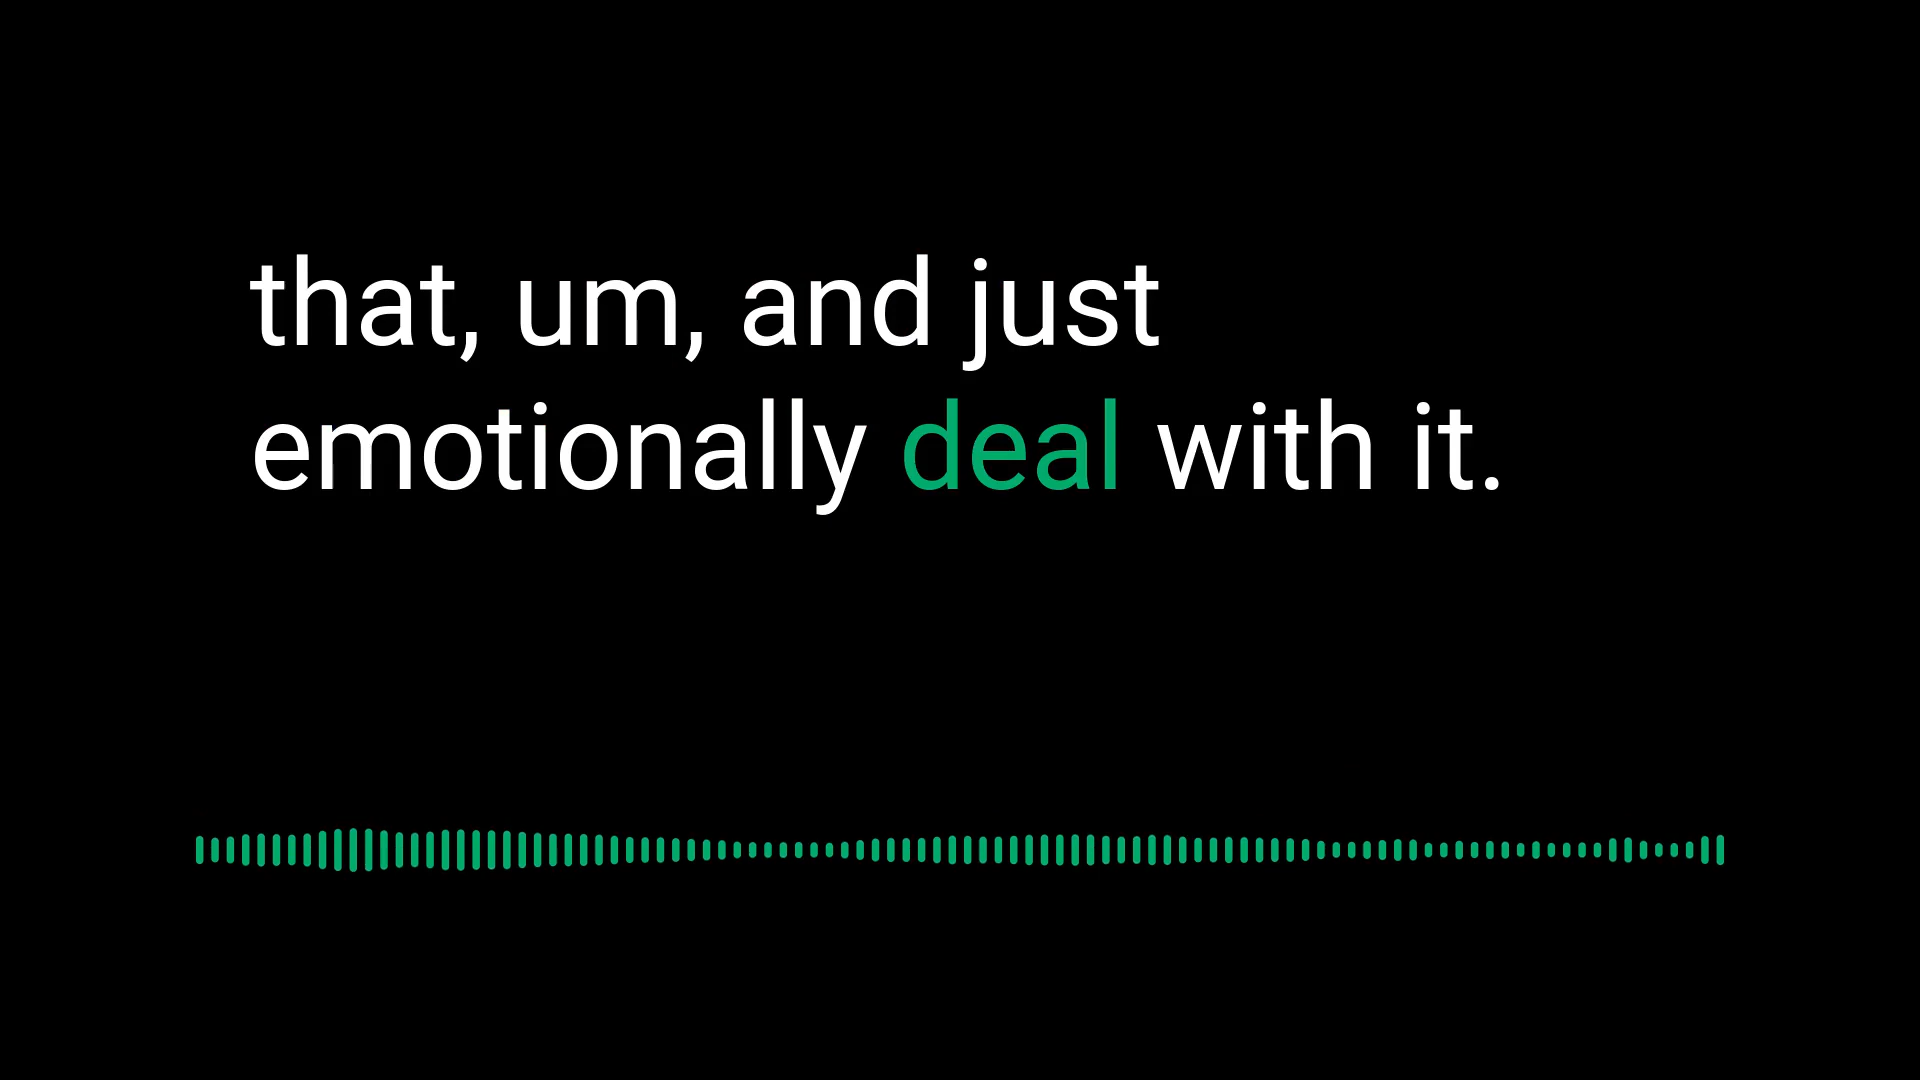 that, um, and just
emotionally deal with it.